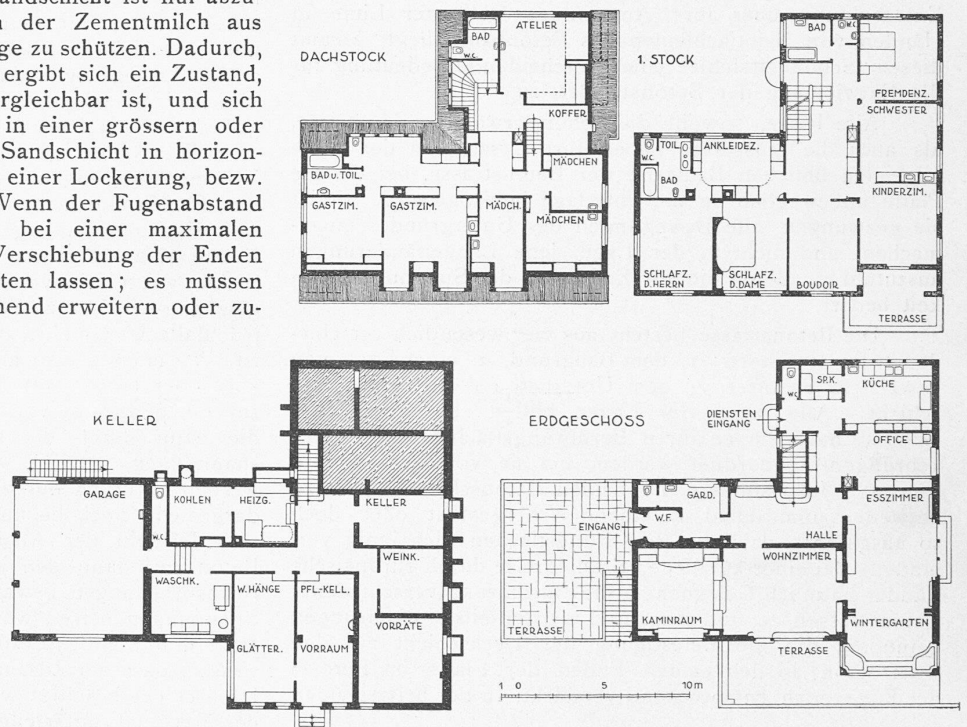 andschicht ist nur abzu-
n der Zementmilch aus
ge zu schützen. Dadurch,
ergibt sich ein Zustand,
rgleichbar ist, und sich
in einer grössern oder
Sandschicht in horizon-
einer Lockerung, bezw.
Wenn der Fugenabstand
bei einer maximalen
Verschiebung der Enden
ten lassen; es müssen
nend erweitern oder zu-
DACHSTOCK
BAD
W.C.
ATELIER
KOFFER
MÄDCHEN
BAD u. TOIL.
GASTZIM.
GASTZIM.
MÄDCH.
MÄDCHEN
1. STOCK
BAD
W.C.
FREMDENZ.
SCHWESTER
TOIL.
W.C.
ANKLEIDEZ.
BAD
KINDERZIM.
SCHLAFZ.
D. HERRN
SCHLAFZ.
D. DAME
BOUDOIR
TERRASSE
KELLER
GARAGE
KOHLEN
HEIZG.
W.C.
KELLER
WEINK.
WASCHK.
W. HÄNGE
PFL.-KELL.
GLÄTTER.
VORRAUM
VORRÄTE
ERDGESCHOSS
SP.K.
KÜCHE
W.C.
DIENSTEN
EINGANG
OFFICE
ESSZIMMER
GARD.
EINGANG
W.F.
HALLE
WOHNZIMMER
KAMINRAUM
TERRASSE
WINTERGARTEN
TERRASSE
1 0 5 10 m